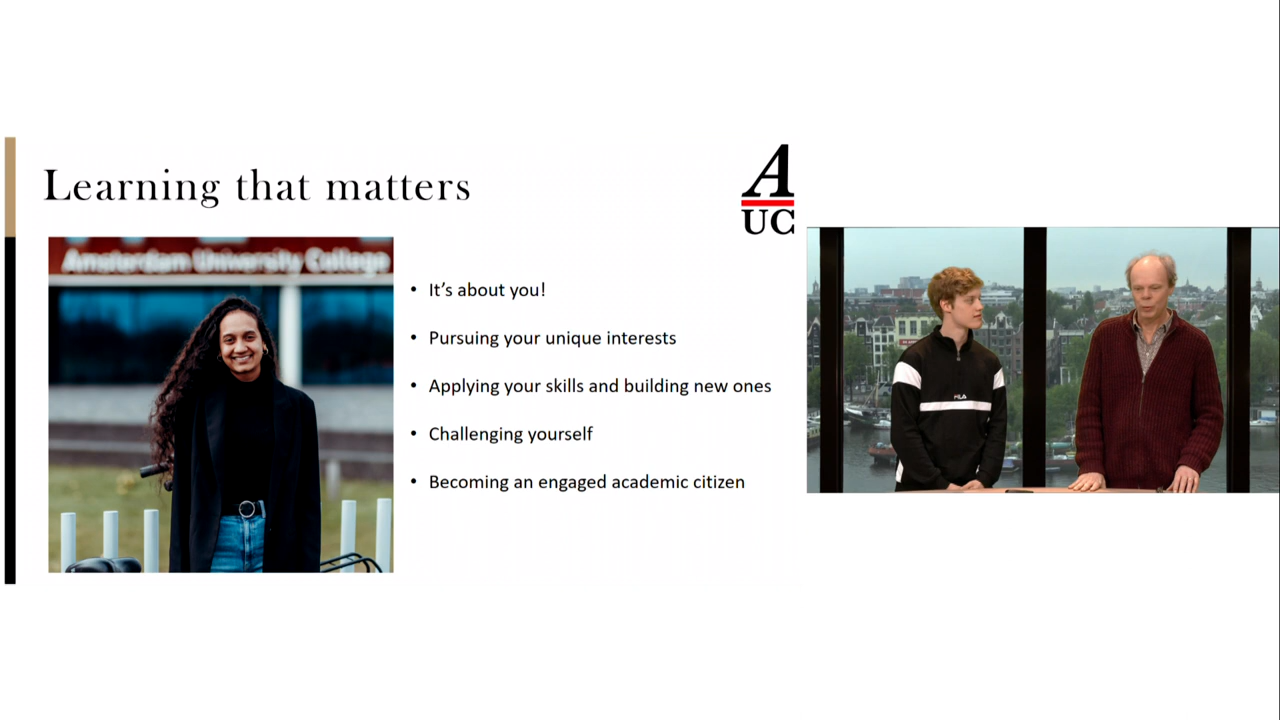 Learning that matters
A
UC
Amsterdam University College
• It's about you!
• Pursuing your unique interests
• Applying your skills and building new ones
• Challenging yourself
• Becoming an engaged academic citizen
FILA